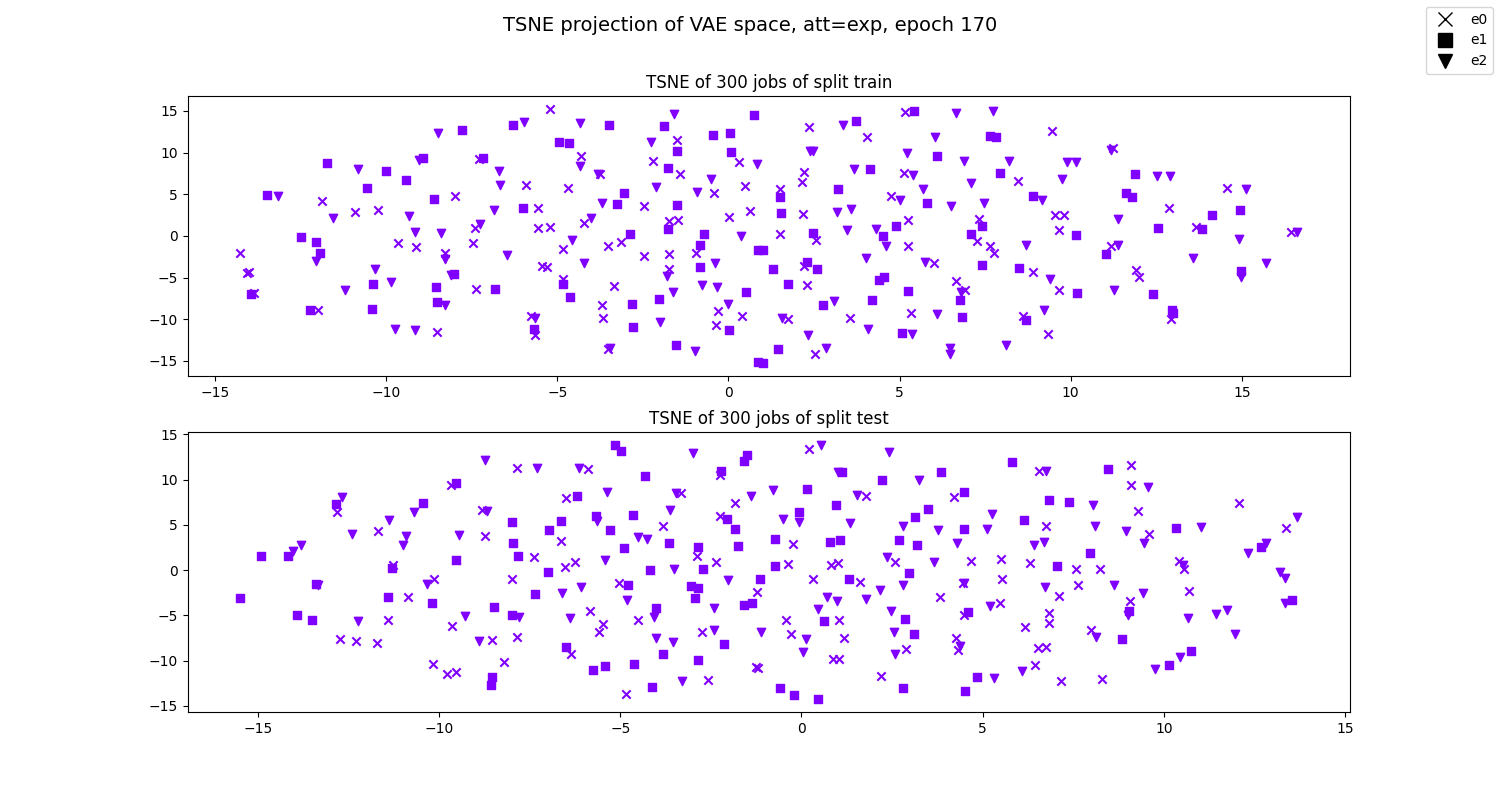 TSNE projection of VAE space, att=exp, epoch 170
e0
e1
e2
TSNE of 300 jobs of split train
15
10
5
0
−5
−10
−15
−15 −10 −5 0 5 10 15
TSNE of 300 jobs of split test
15
10
5
0
−5
−10
−15
−15 −10 −5 0 5 10 15